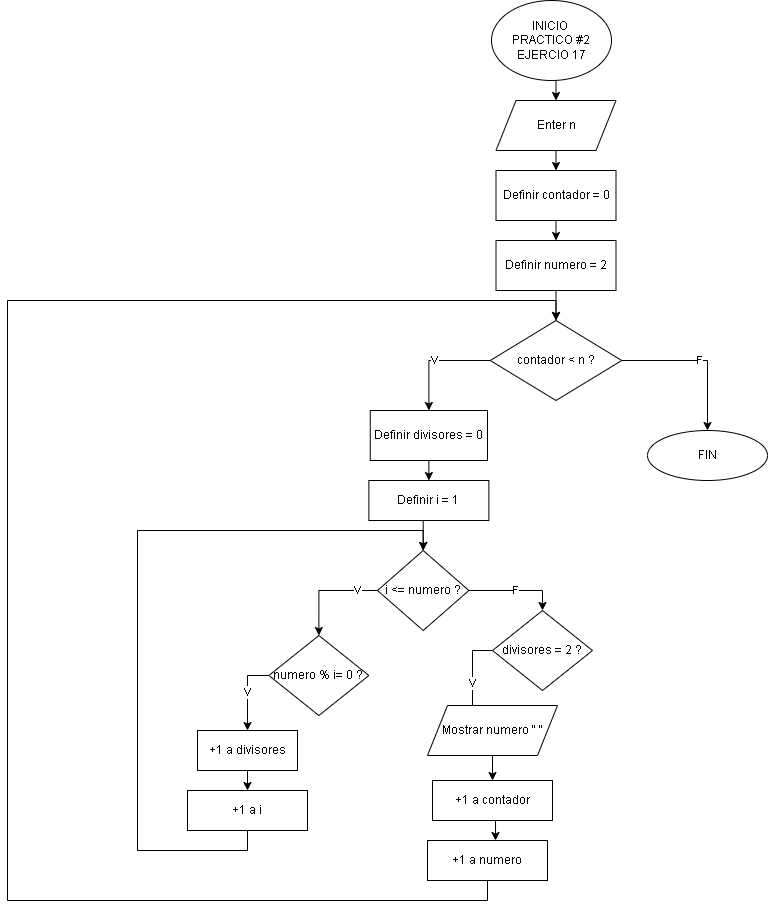 INICIO
PRACTICO #2
EJERCIO 17
Enter n
Definir contador = 0
Definir numero = 2
contador < n ?
V
F
Definir divisores = 0
FIN
Definir i = 1
i <= numero ?
V
F
numero % i= 0 ?
divisores = 2 ?
V
V
Mostrar numero " "
+1 a divisores
+1 a contador
+1 a i
+1 a numero